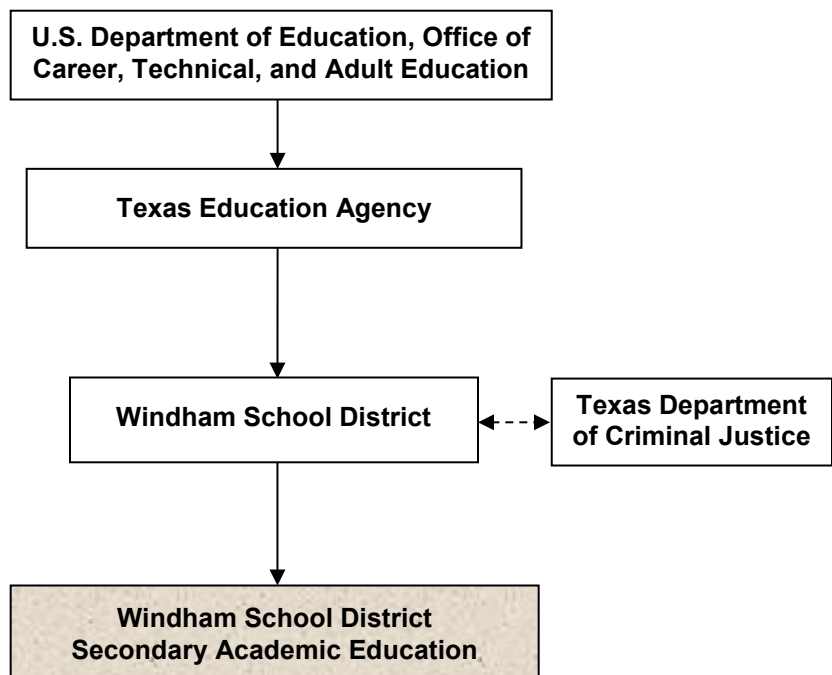 U.S. Department of Education, Office of
Career, Technical, and Adult Education
Texas Education Agency
Windham School District
Texas Department
of Criminal Justice
Windham School District
Secondary Academic Education